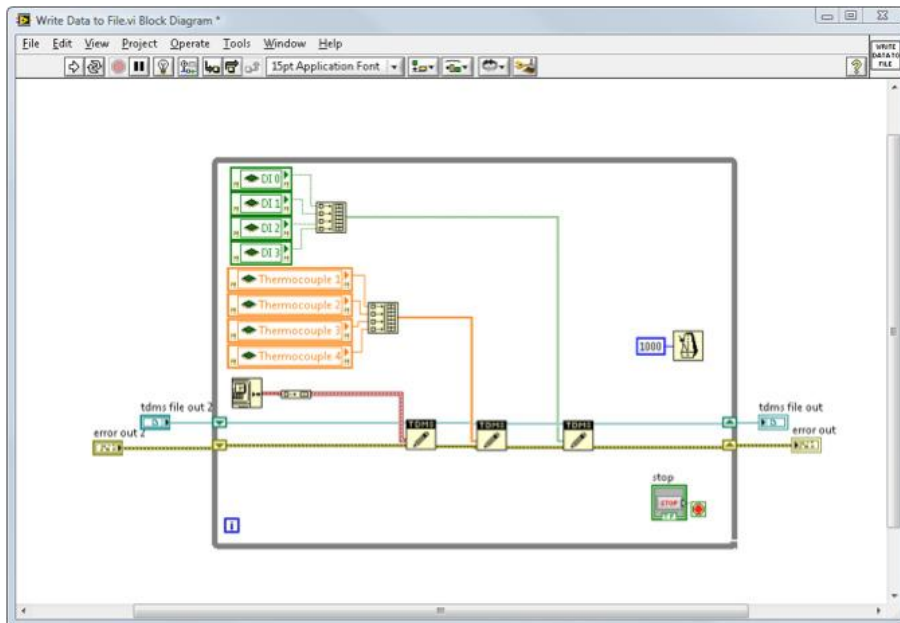 Write Data to File.vi Block Diagram *
File Edit View Project Operate Tools Window Help
15pt Application Font
WRITE
DATA TO
FILE
DI 0
DI 1
DI 2
DI 3
Thermocouple 1
Thermocouple 2
Thermocouple 3
Thermocouple 4
1000
tdms file out 2
tdms file out
error out 2
error out
TDMS TDMS TDMS
stop
STOP
i